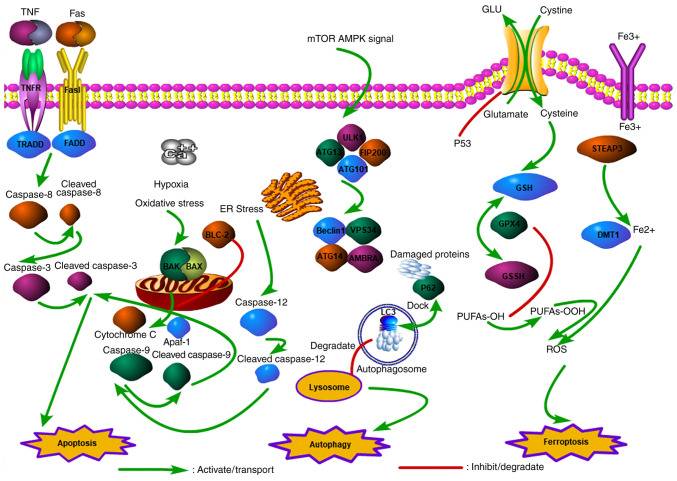 TNF
Fas
GLU
Cystine
mTOR AMPK signal
Fe3+
TNFR
Fasl
Glutamate
Cysteine
Fe3+
P53
TRADD
FADD
ULK1
ATG13
FIP200
ATG101
STEAP3
Ca++
Hypoxia
Oxidative stress
Caspase-8
Cleaved
caspase-8
ER Stress
GSH
GPX4
BLC-2
Beclin1
VPS34
ATG14
AMBRA
DMT1
Fe2+
BAK
BAX
Damaged proteins
P62
GSSH
Caspase-3
Cleaved caspase-3
Caspase-12
Dock
LC3
PUFAs-OH
PUFAs-OOH
Cytochrome C
Apaf-1
Degradate
ROS
Caspase-9
Cleaved caspase-9
Cleaved caspase-12
Autophagosome
Lysosome
Apoptosis
Autophagy
Ferroptosis
: Activate/transport
: Inhibit/degradate